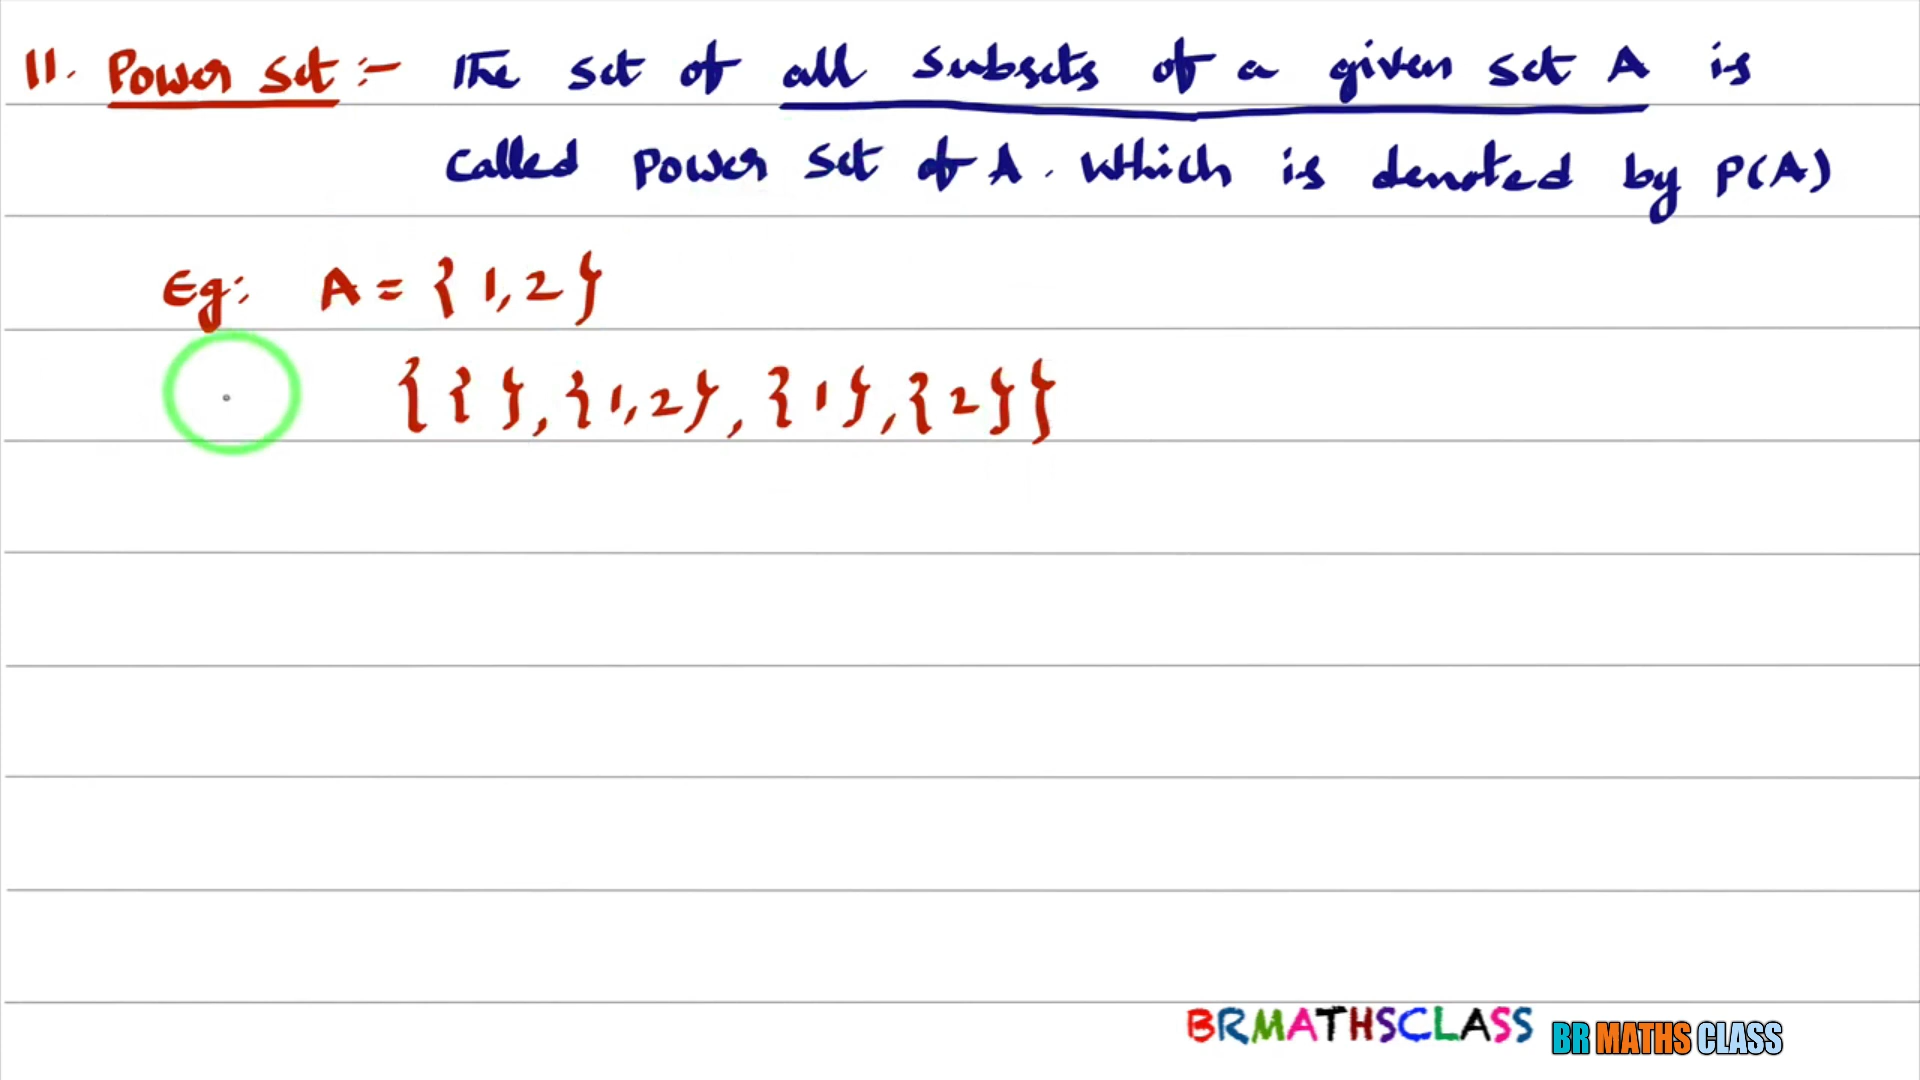 11. Power set :- The set of all subsets of a given set A is
called Power set of A. Which is denoted by P(A)
Eg: A = {1,2}
{{ }, {1,2}, {1}, {2}}
BRMATHSCLASS BR MATHS CLASS